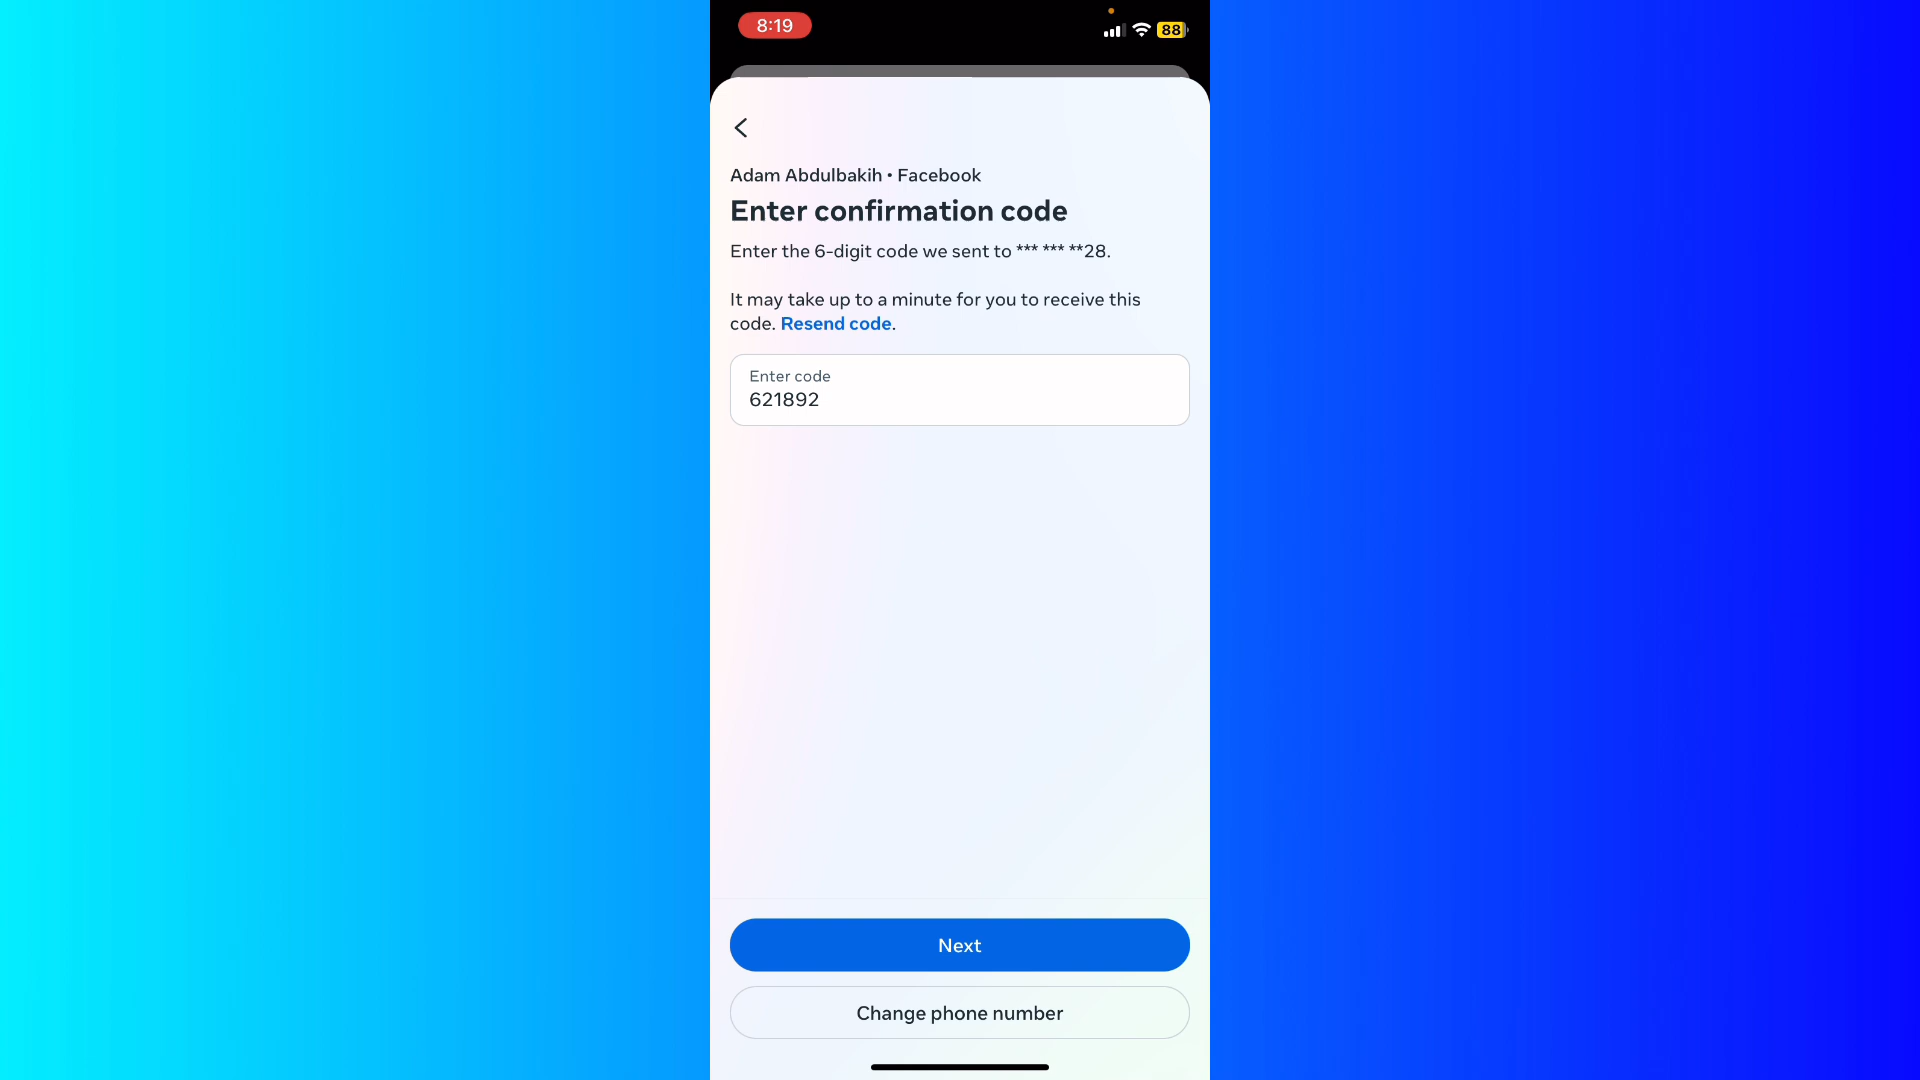 8:19
88
Adam Abdulbakih • Facebook
Enter confirmation code
Enter the 6-digit code we sent to *** *** **28.
It may take up to a minute for you to receive this
code. Resend code.
Enter code
621892
Next
Change phone number